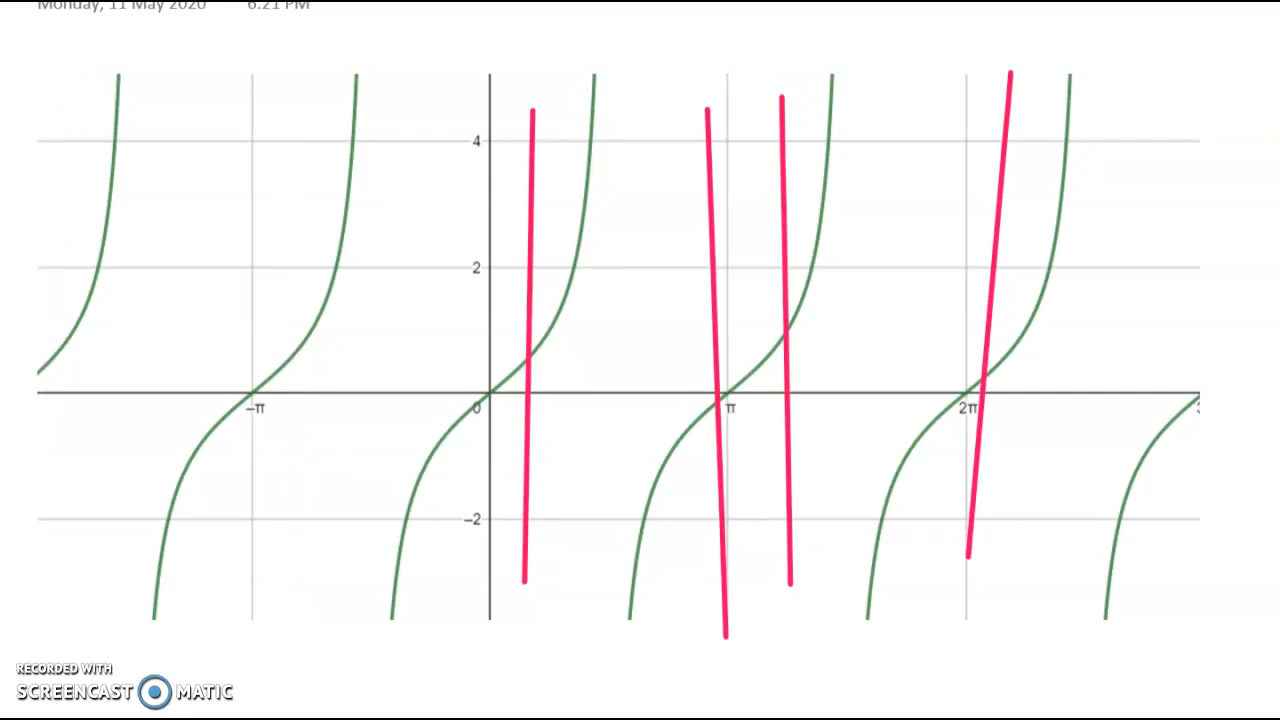 Monday, 11 May 2020 6:21 PM
4
2
−π 0 π 2π
−2
RECORDED WITH
SCREENCAST MATIC